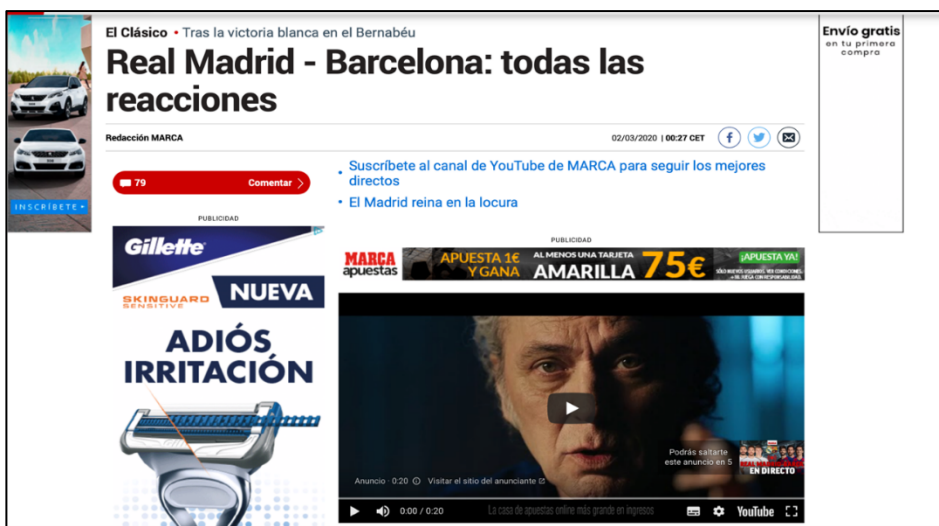 El Clásico • Tras la victoria blanca en el Bernabéu
Real Madrid - Barcelona: todas las
reacciones
Redacción MARCA
02/03/2020 | 00:27 CET
79
Comentar
• Suscríbete al canal de YouTube de MARCA para seguir los mejores
directos
• El Madrid reina en la locura
INSCRÍBETE
Envío gratis
en tu primera
compra
PUBLICIDAD
Gillette
SKINGUARD
SENSITIVE
NUEVA
ADIÓS
IRRITACIÓN
PUBLICIDAD
MARCA
apuestas
APUESTA 1€
Y GANA
AL MENOS UNA TARJETA
AMARILLA
75€
¡APUESTA YA!
Podrás saltarte
este anuncio en 5
EN DIRECTO
Anuncio · 0:20 Visitar el sitio del anunciante
0:00 / 0:20
La casa de apuestas online más grande en ingresos
YouTube